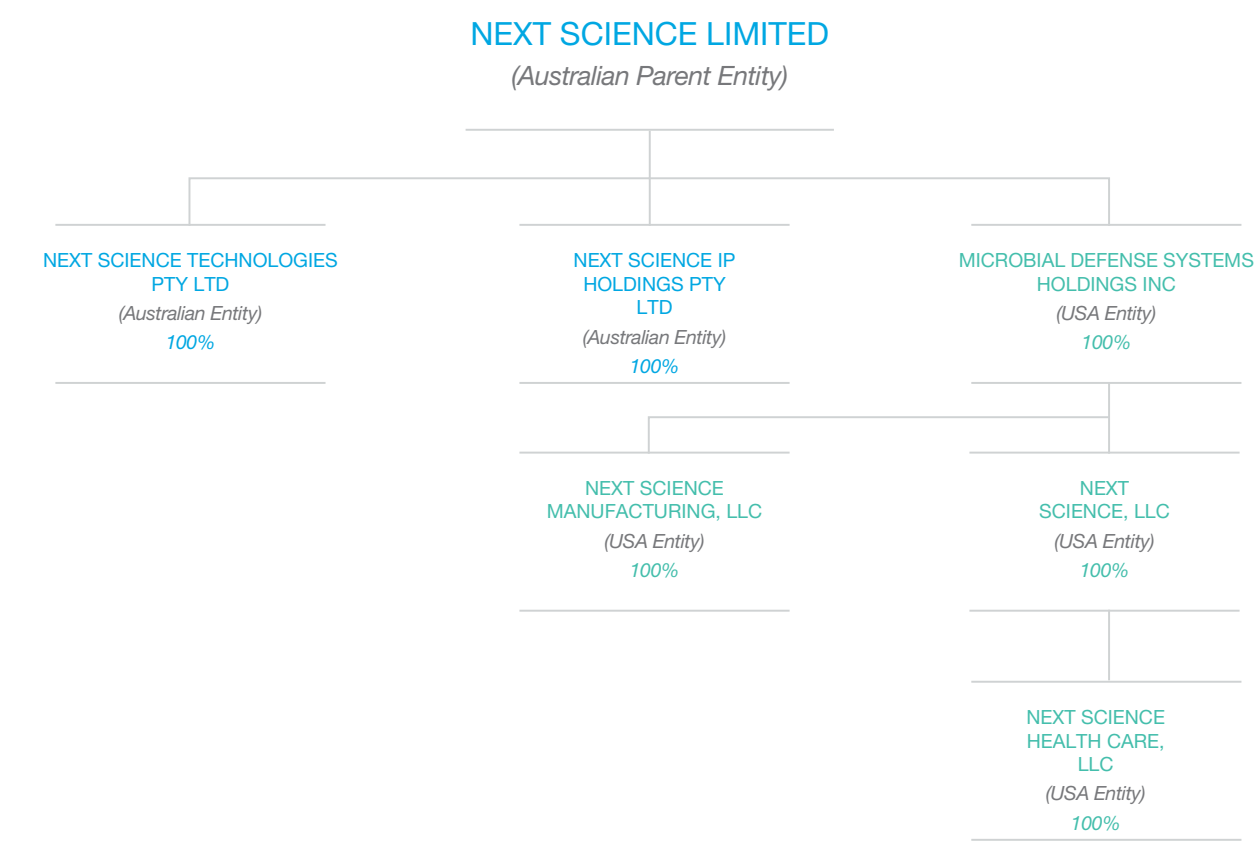 NEXT SCIENCE LIMITED
(Australian Parent Entity)
NEXT SCIENCE TECHNOLOGIES
PTY LTD
(Australian Entity)
100%
NEXT SCIENCE IP
HOLDINGS PTY
LTD
(Australian Entity)
100%
MICROBIAL DEFENSE SYSTEMS
HOLDINGS INC
(USA Entity)
100%
NEXT SCIENCE
MANUFACTURING, LLC
(USA Entity)
100%
NEXT
SCIENCE, LLC
(USA Entity)
100%
NEXT SCIENCE
HEALTH CARE,
LLC
(USA Entity)
100%